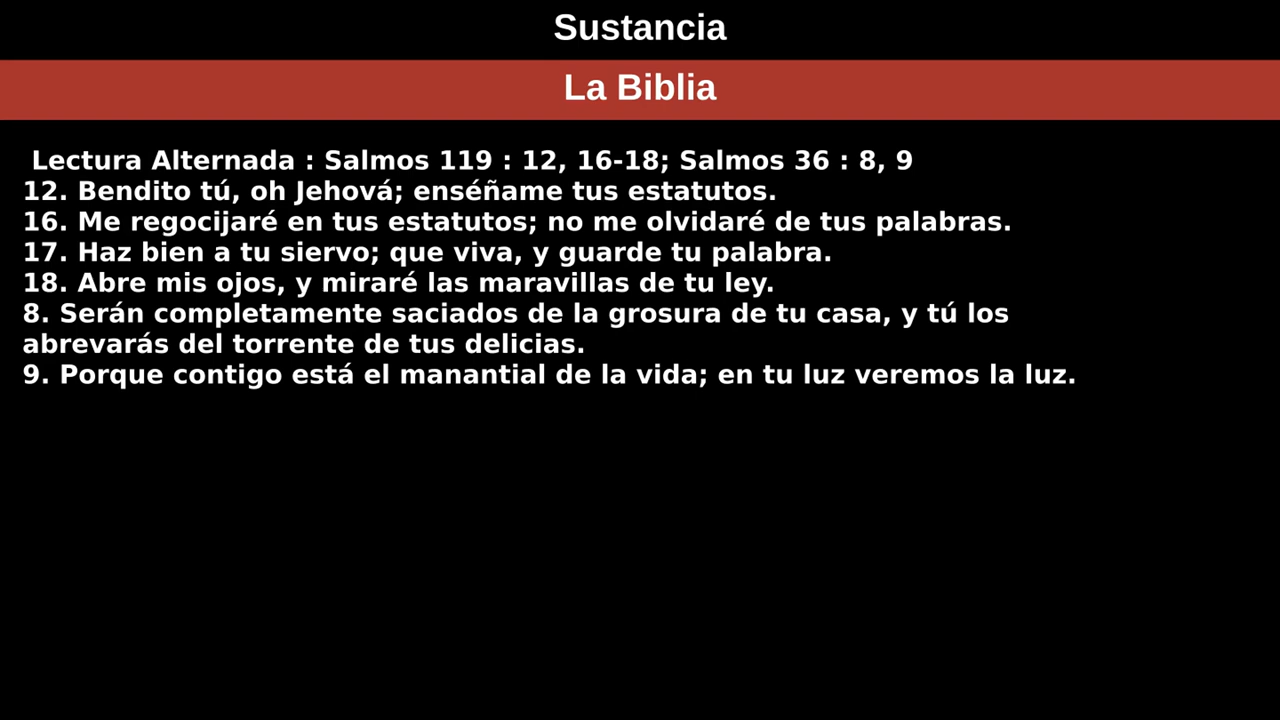 Sustancia
La Biblia
Lectura Alternada : Salmos 119 : 12, 16-18; Salmos 36 : 8, 9
12. Bendito tú, oh Jehová; enséñame tus estatutos.
16. Me regocijaré en tus estatutos; no me olvidaré de tus palabras.
17. Haz bien a tu siervo; que viva, y guarde tu palabra.
18. Abre mis ojos, y miraré las maravillas de tu ley.
8. Serán completamente saciados de la grosura de tu casa, y tú los
abrevarás del torrente de tus delicias.
9. Porque contigo está el manantial de la vida; en tu luz veremos la luz.